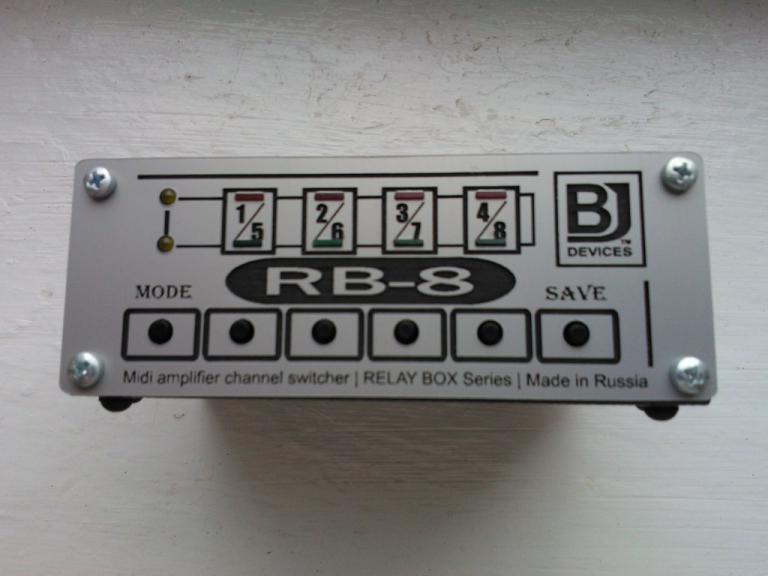 1/5 2/6 3/7 4/8
BJ
™
DEVICES
RB-8
MODE SAVE
Midi amplifier channel switcher | RELAY BOX Series | Made in Russia